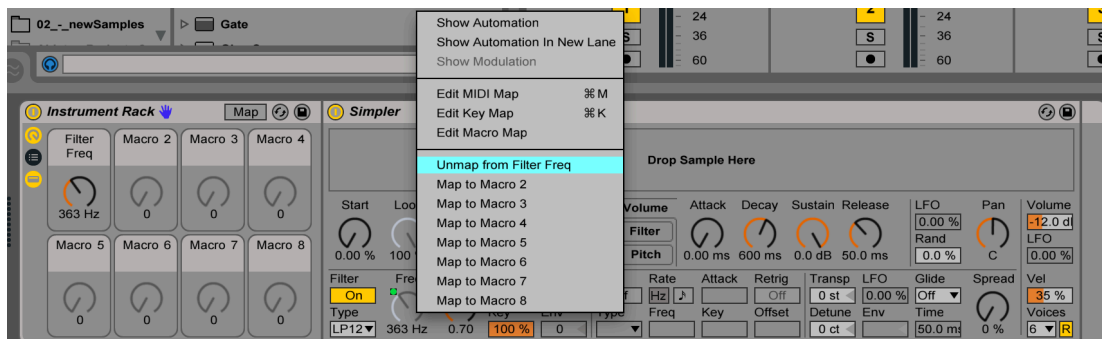 02_-_newSamples
Gate
24
36
60
S
24
36
60
Show Automation
Show Automation In New Lane
Show Modulation
Edit MIDI Map ⌘M
Edit Key Map ⌘K
Edit Macro Map
Unmap from Filter Freq
Map to Macro 2
Map to Macro 3
Map to Macro 4
Map to Macro 5
Map to Macro 6
Map to Macro 7
Map to Macro 8
Instrument Rack
Map
Filter Freq
Macro 2
Macro 3
Macro 4
363 Hz
0
0
0
Macro 5
Macro 6
Macro 7
Macro 8
0
0
0
0
Simpler
Drop Sample Here
Start
Loo
0.00 %
100
Volume
Filter
Pitch
Attack
Decay
Sustain
Release
0.00 ms
600 ms
0.0 dB
50.0 ms
LFO
0.00 %
Rand
0.0 %
Pan
C
Volume
-12.0 d
LFO
0.00 %
Filter
On
Type
LP12
Fre
363 Hz
0.70
100 %
0
Rate
Hz
Freq
Attack
Key
Retrig
Off
Offset
Transp
LFO
0 st
0.00 %
Detune
Env
0 ct
Glide
Off
Time
50.0 m
Spread
0 %
Vel
35 %
Voices
6
R